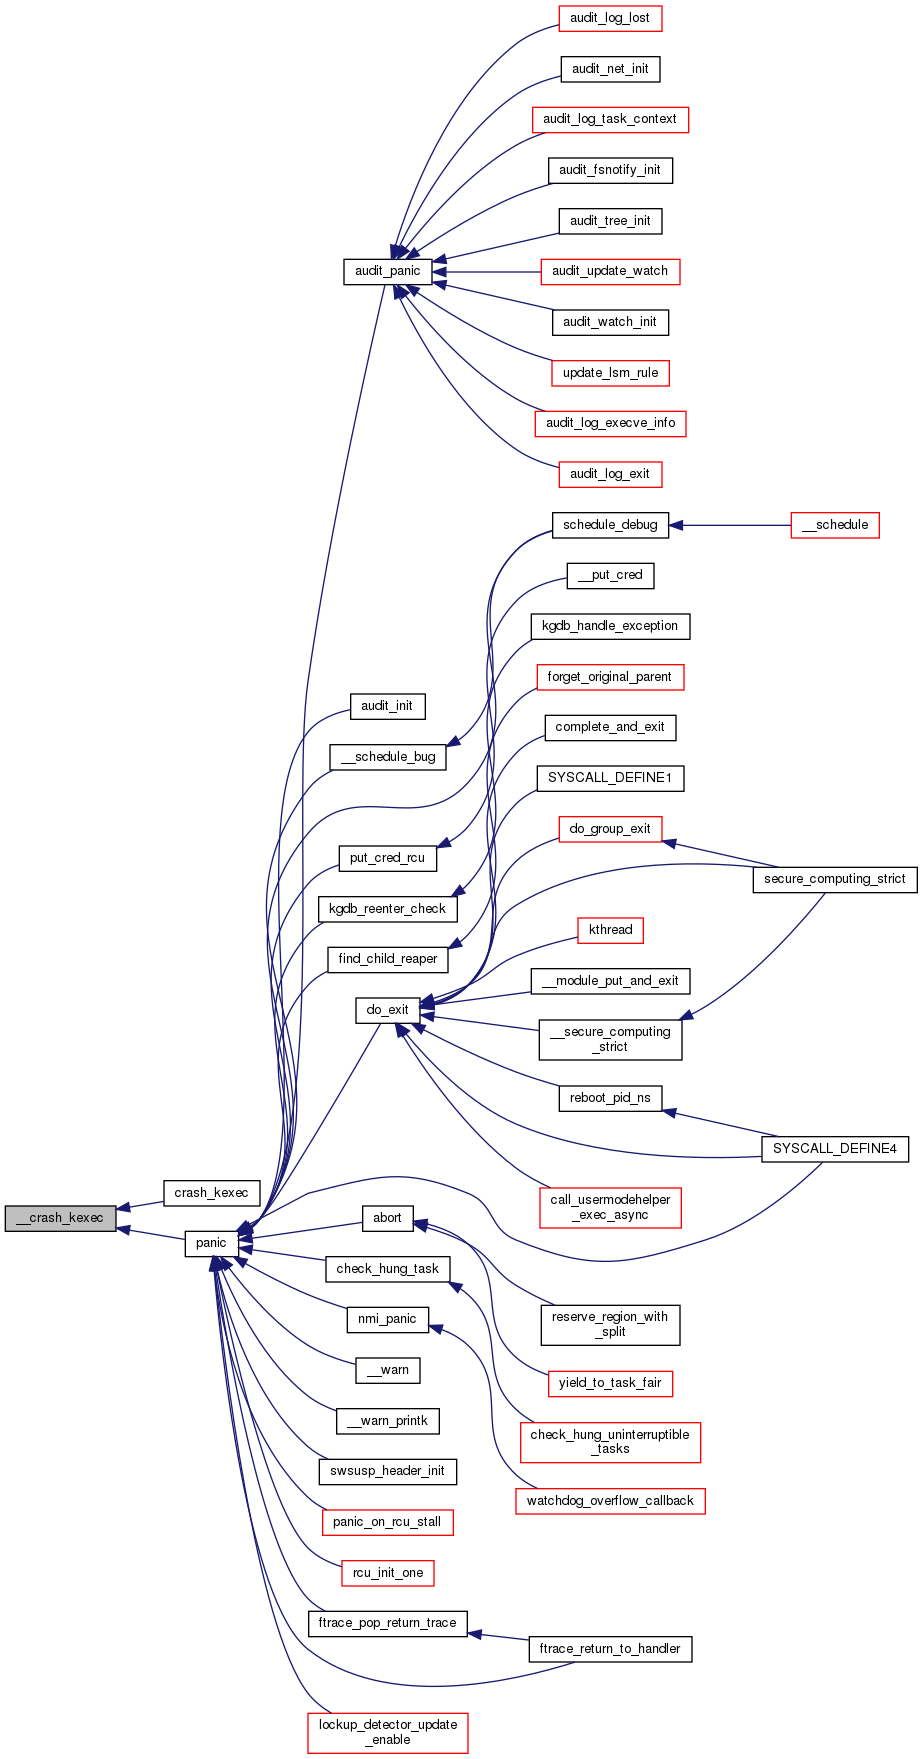 audit_log_lost
audit_net_init
audit_log_task_context
audit_fsnotify_init
audit_tree_init
audit_panic
audit_update_watch
audit_watch_init
update_lsm_rule
audit_log_execve_info
audit_log_exit
schedule_debug
__schedule
__put_cred
kgdb_handle_exception
forget_original_parent
audit_init
complete_and_exit
__schedule_bug
SYSCALL_DEFINE1
do_group_exit
put_cred_rcu
secure_computing_strict
kgdb_reenter_check
kthread
find_child_reaper
__module_put_and_exit
do_exit
__secure_computing
_strict
reboot_pid_ns
SYSCALL_DEFINE4
crash_kexec
call_usermodehelper
_exec_async
__crash_kexec
abort
panic
check_hung_task
reserve_region_with
_split
nmi_panic
__warn
yield_to_task_fair
__warn_printk
check_hung_uninterruptible
_tasks
swsusp_header_init
watchdog_overflow_callback
panic_on_rcu_stall
rcu_init_one
ftrace_pop_return_trace
ftrace_return_to_handler
lockup_detector_update
_enable